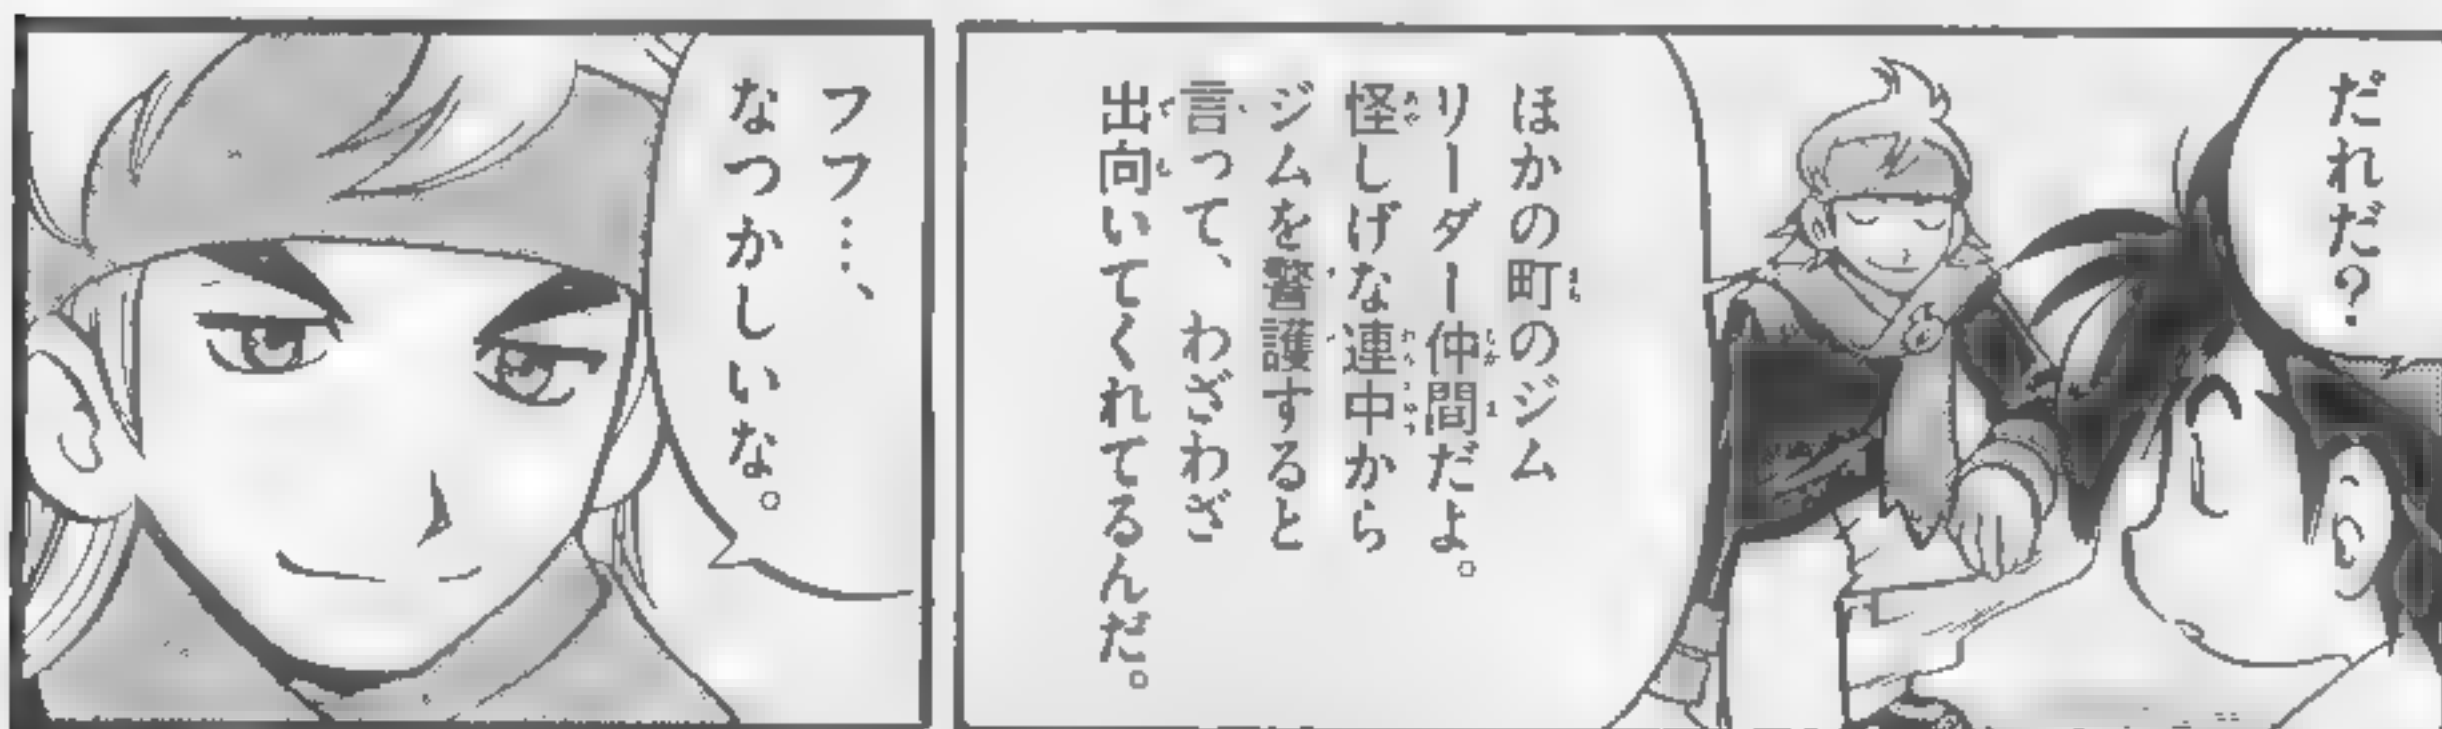 だれだ?
ほかの町のジム
リーダー仲間だよ。
怪しげな連中から
ジムを警護すると
言って、わざわざ
出向いてくれてるんだ。
フフ…、
なつかしいな。